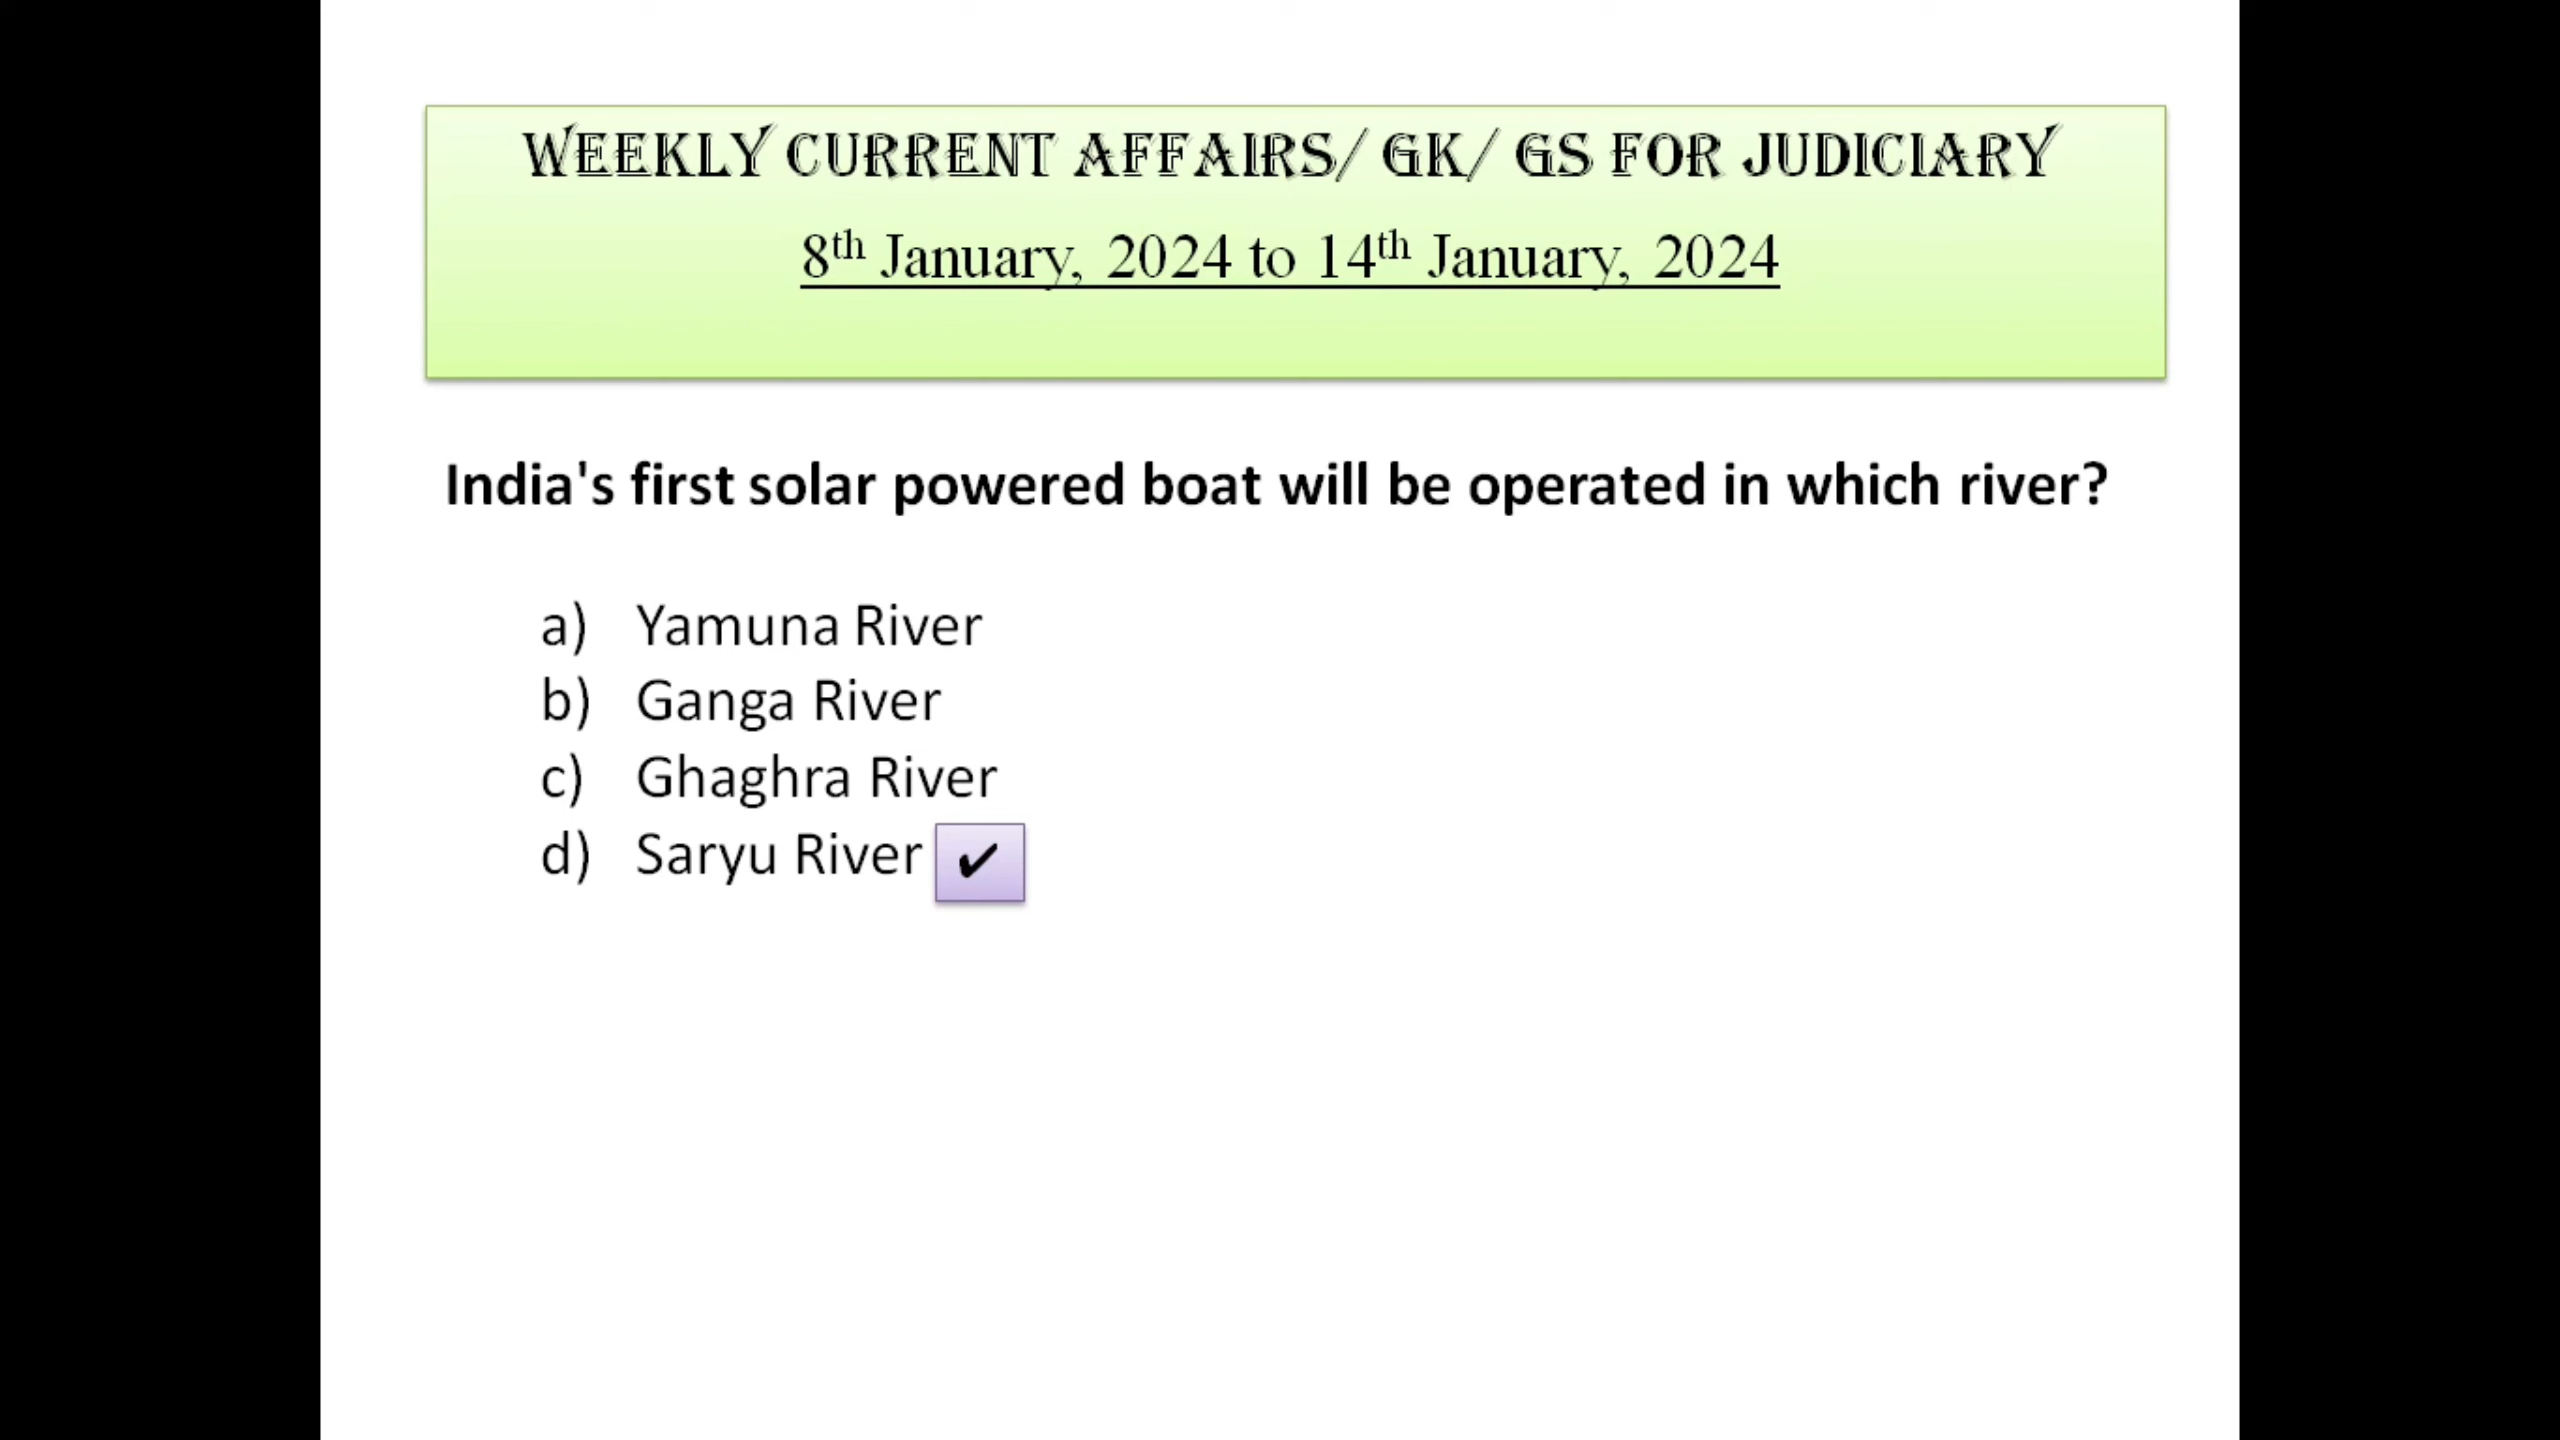 WEEKLY CURRENT AFFAIRS/ GK/ GS FOR JUDICIARY
8th January, 2024 to 14th January, 2024
India's first solar powered boat will be operated in which river?
a) Yamuna River
b) Ganga River
c) Ghaghra River
d) Saryu River ✔